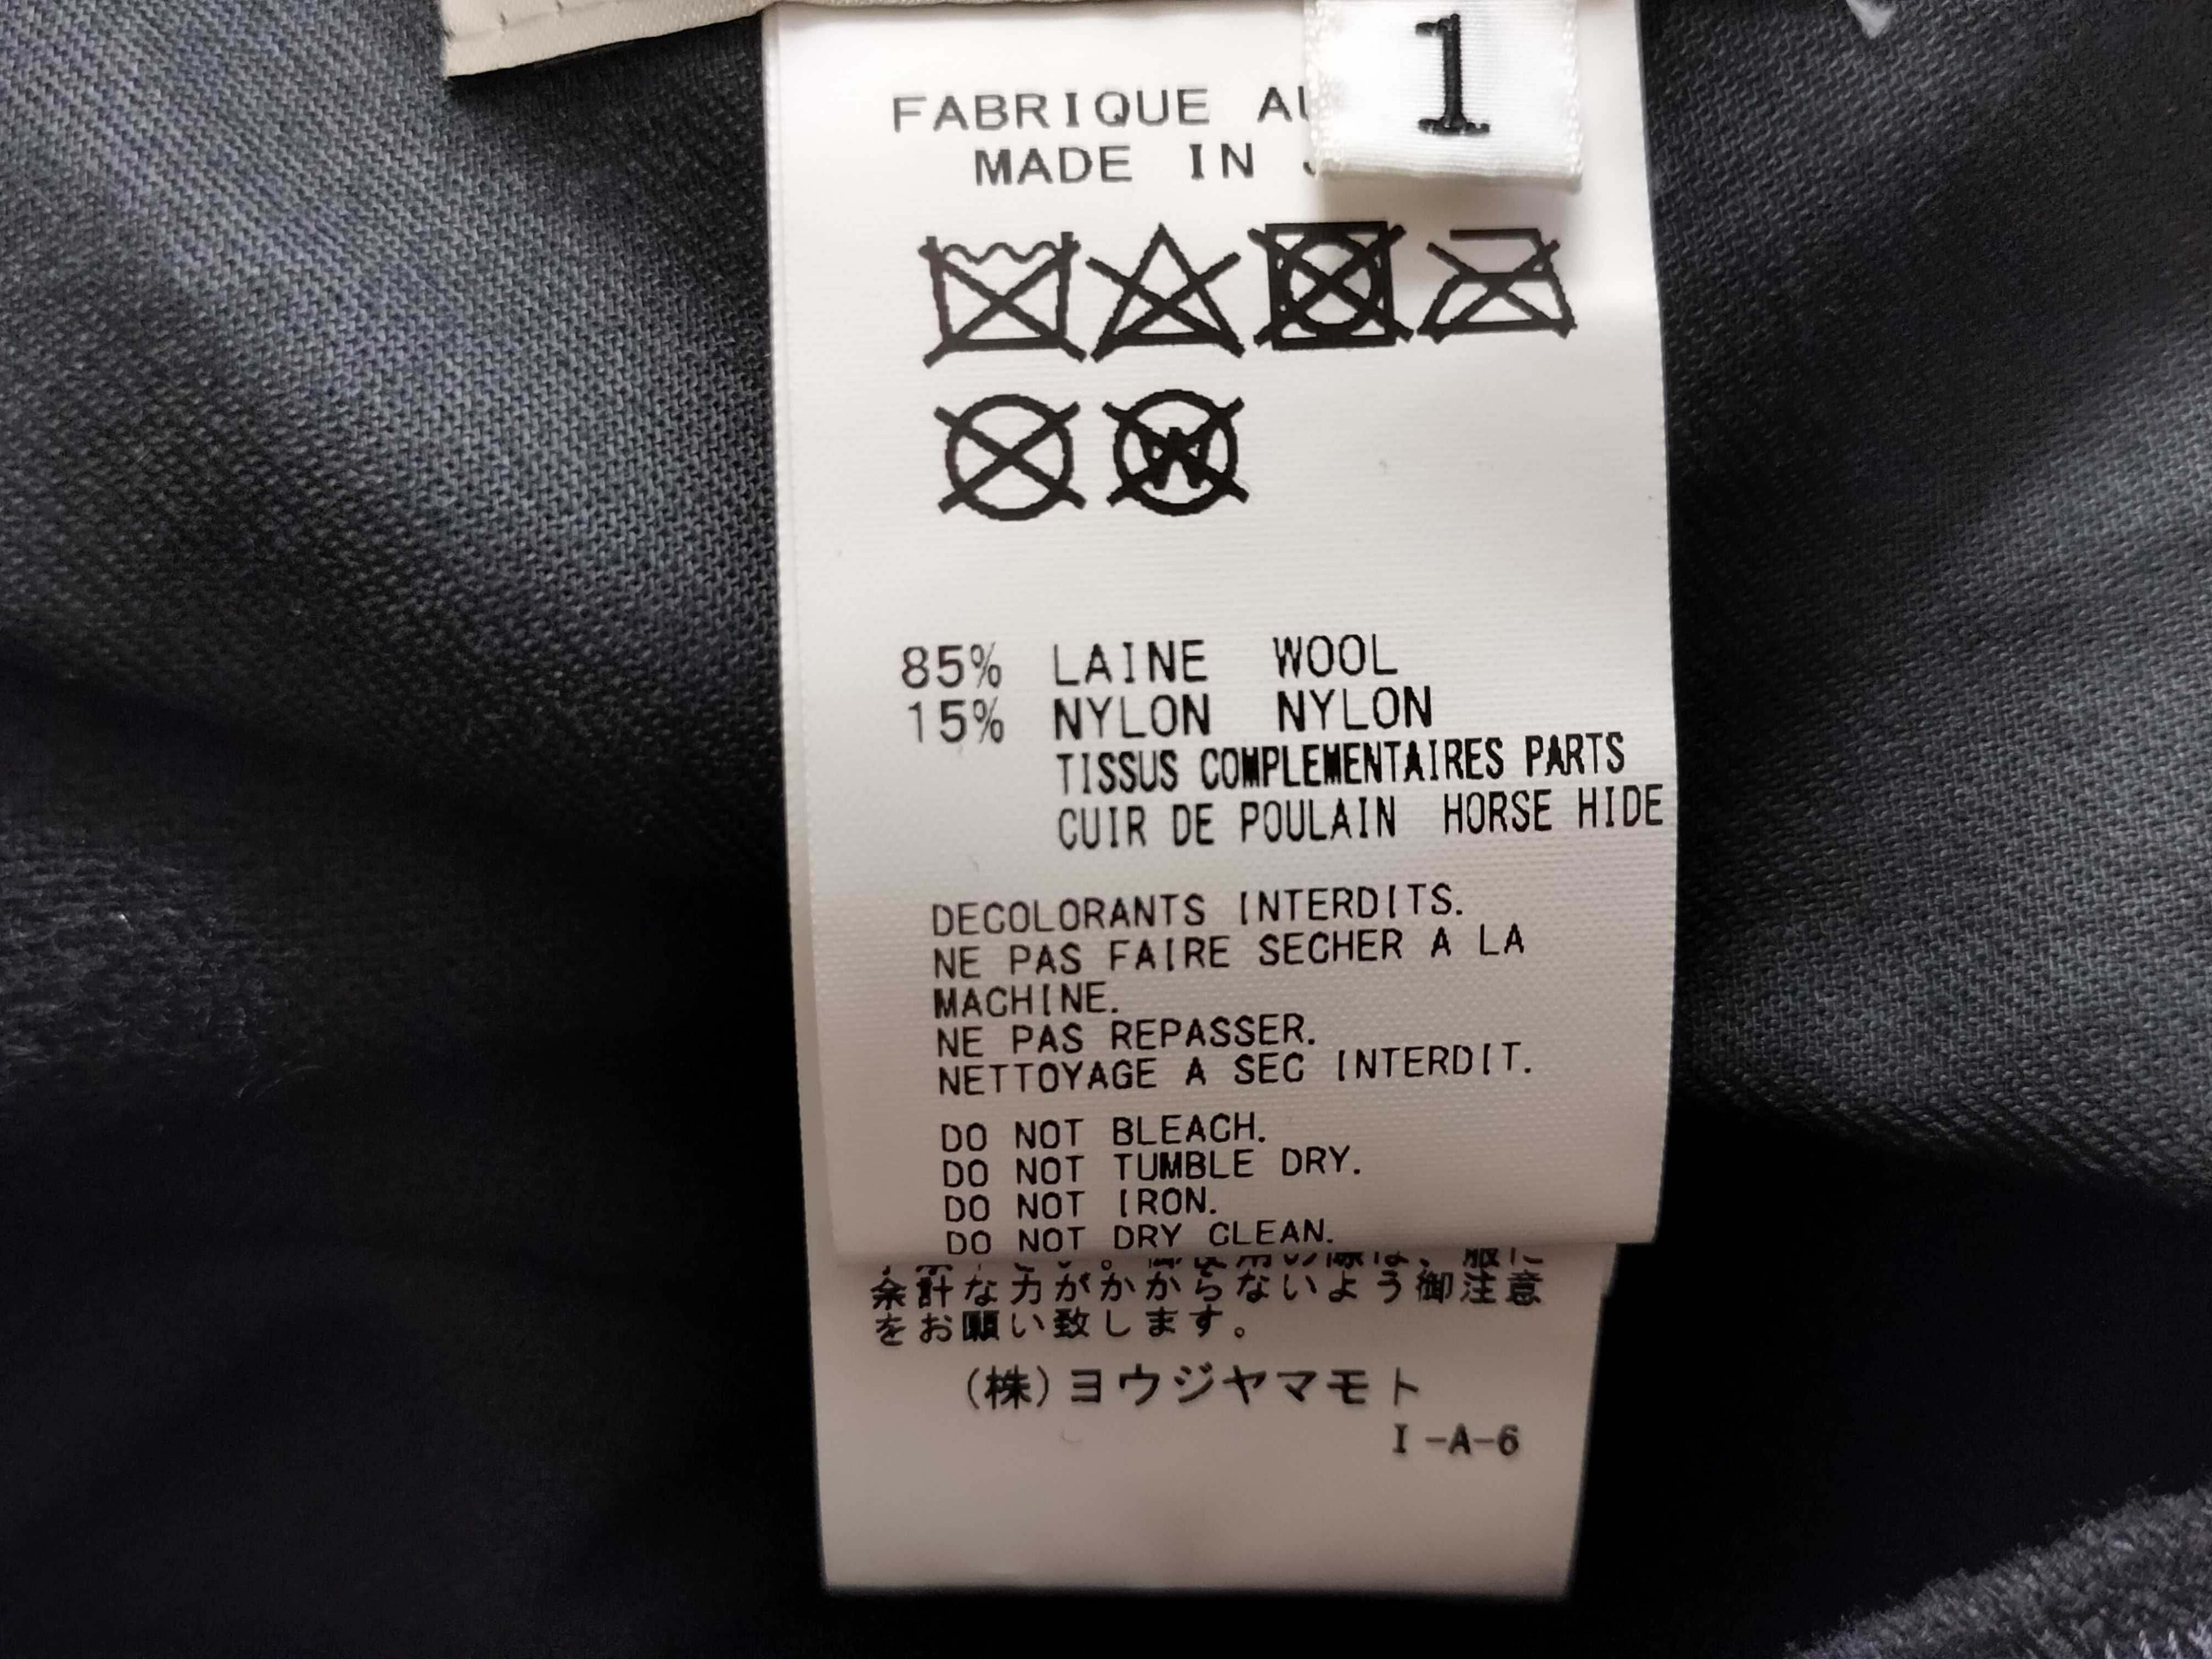 1
FABRIQUE
MADE IN
85% LAINE WOOL
15% NYLON NYLON
TISSUS COMPLEMENTAIRES PARTS
CUIR DE POULAIN HORSE HIDE
DECOLORANTS INTERDITS.
NE PAS FAIRE SECHER A LA
MACHINE.
NE PAS REPASSER.
NETTOYAGE A SEC INTERDIT.
DO NOT BLEACH.
DO NOT TUMBLE DRY.
DO NOT IRON.
DO NOT DRY CLEAN.
余計な力がかからないよう御注意
をお願い致します。
(株)ヨウジヤマモト
I-A-6